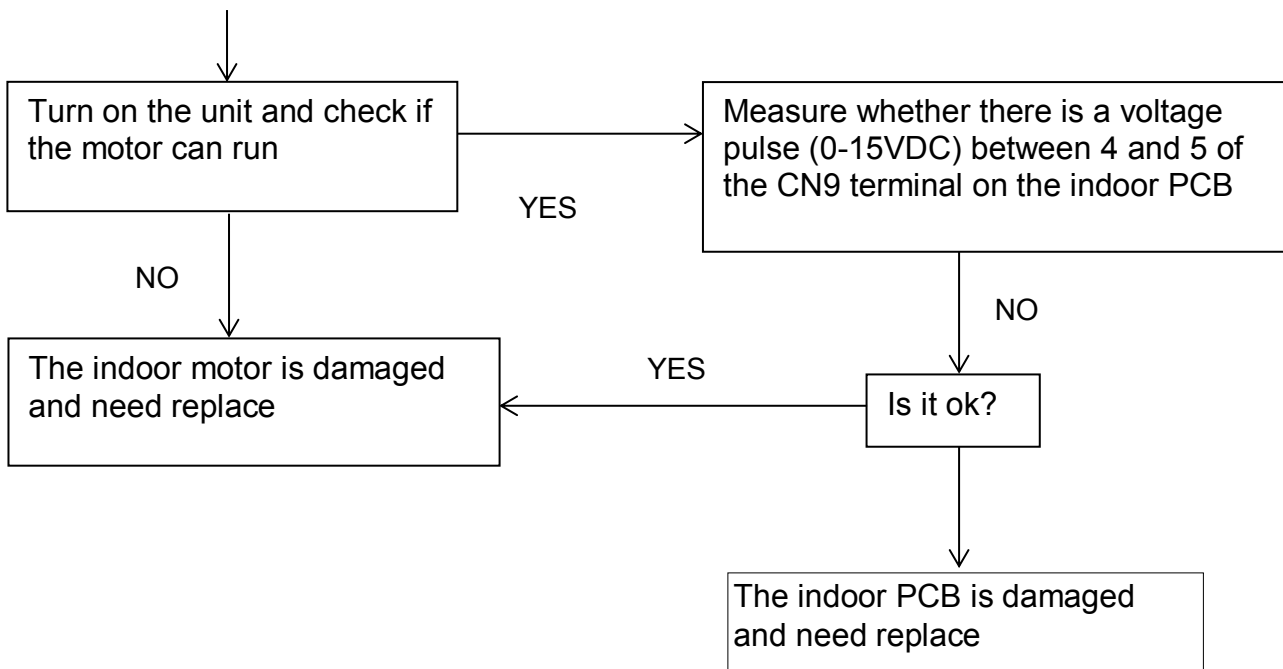 Turn on the unit and check if
the motor can run
YES
Measure whether there is a voltage
pulse (0-15VDC) between 4 and 5 of
the CN9 terminal on the indoor PCB
NO
NO
The indoor motor is damaged
and need replace
YES
Is it ok?
The indoor PCB is damaged
and need replace